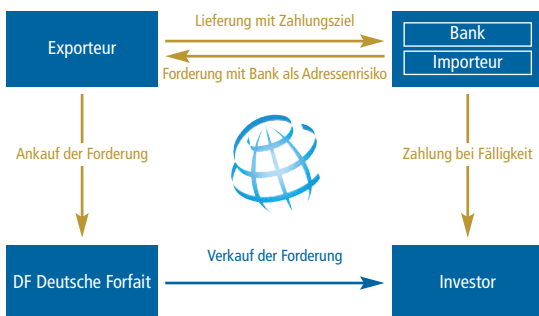 Lieferung mit Zahlungsziel
Exporteur
Bank
Importeur
Forderung mit Bank als Adressenrisiko
Ankauf der Forderung
Zahlung bei Fälligkeit
Verkauf der Forderung
DF Deutsche Forfait
Investor